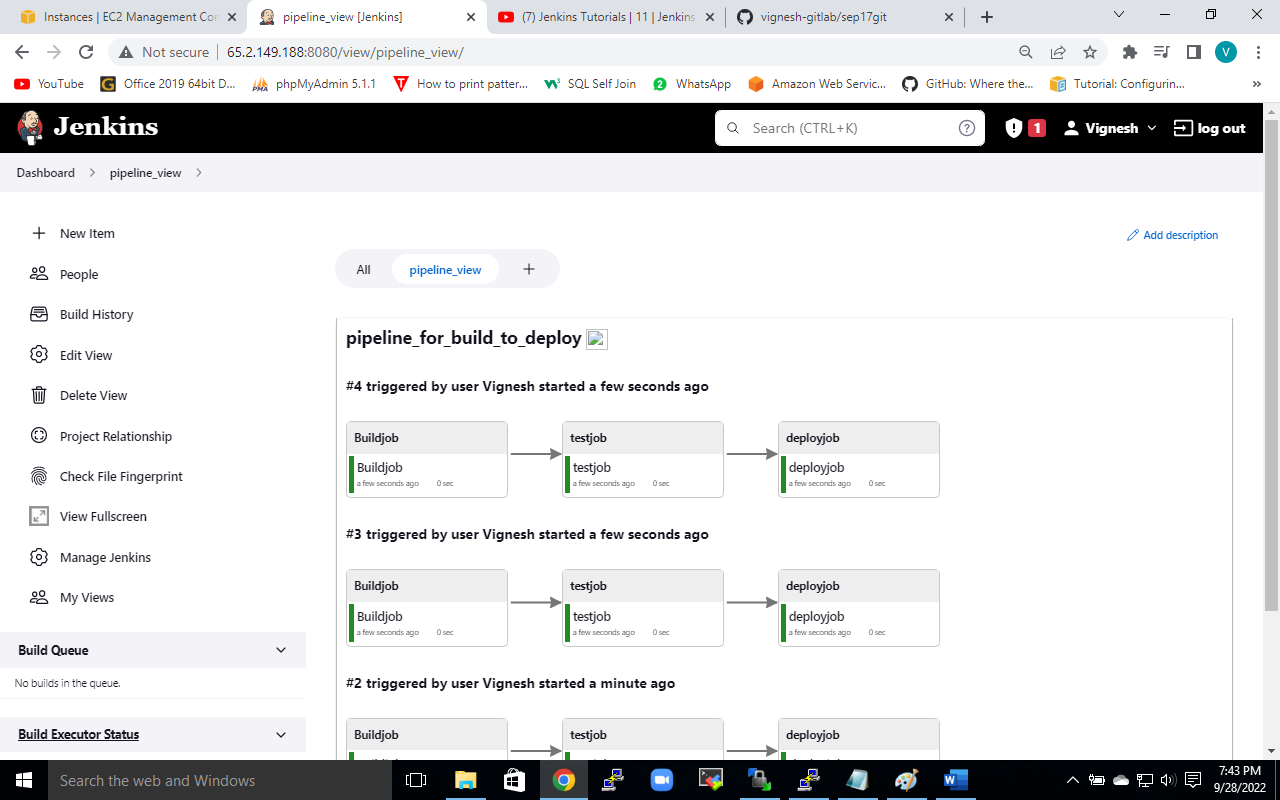 Instances | EC2 Management Con
pipeline_view [Jenkins]
(7) Jenkins Tutorials | 11 | Jenkins
vignesh-gitlab/sep17git
Not secure 65.2.149.188:8080/view/pipeline_view/
V
YouTube
Office 2019 64bit D...
phpMyAdmin 5.1.1
How to print patter...
SQL Self Join
WhatsApp
Amazon Web Servic...
GitHub: Where the...
Tutorial: Configurin...
»
Jenkins
Search (CTRL+K)
1
Vignesh
log out
Dashboard
pipeline_view
New Item
People
Build History
Edit View
Delete View
Project Relationship
Check File Fingerprint
View Fullscreen
Manage Jenkins
My Views
Build Queue
No builds in the queue.
Build Executor Status
Add description
All
pipeline_view
pipeline_for_build_to_deploy
#4 triggered by user Vignesh started a few seconds ago
Buildjob
testjob
deployjob
Buildjob
testjob
deployjob
a few seconds ago 0 sec
a few seconds ago 0 sec
a few seconds ago 0 sec
#3 triggered by user Vignesh started a few seconds ago
Buildjob
testjob
deployjob
Buildjob
testjob
deployjob
a few seconds ago 0 sec
a few seconds ago 0 sec
a few seconds ago 0 sec
#2 triggered by user Vignesh started a minute ago
Buildjob
testjob
deployjob
Search the web and Windows
7:43 PM
9/28/2022